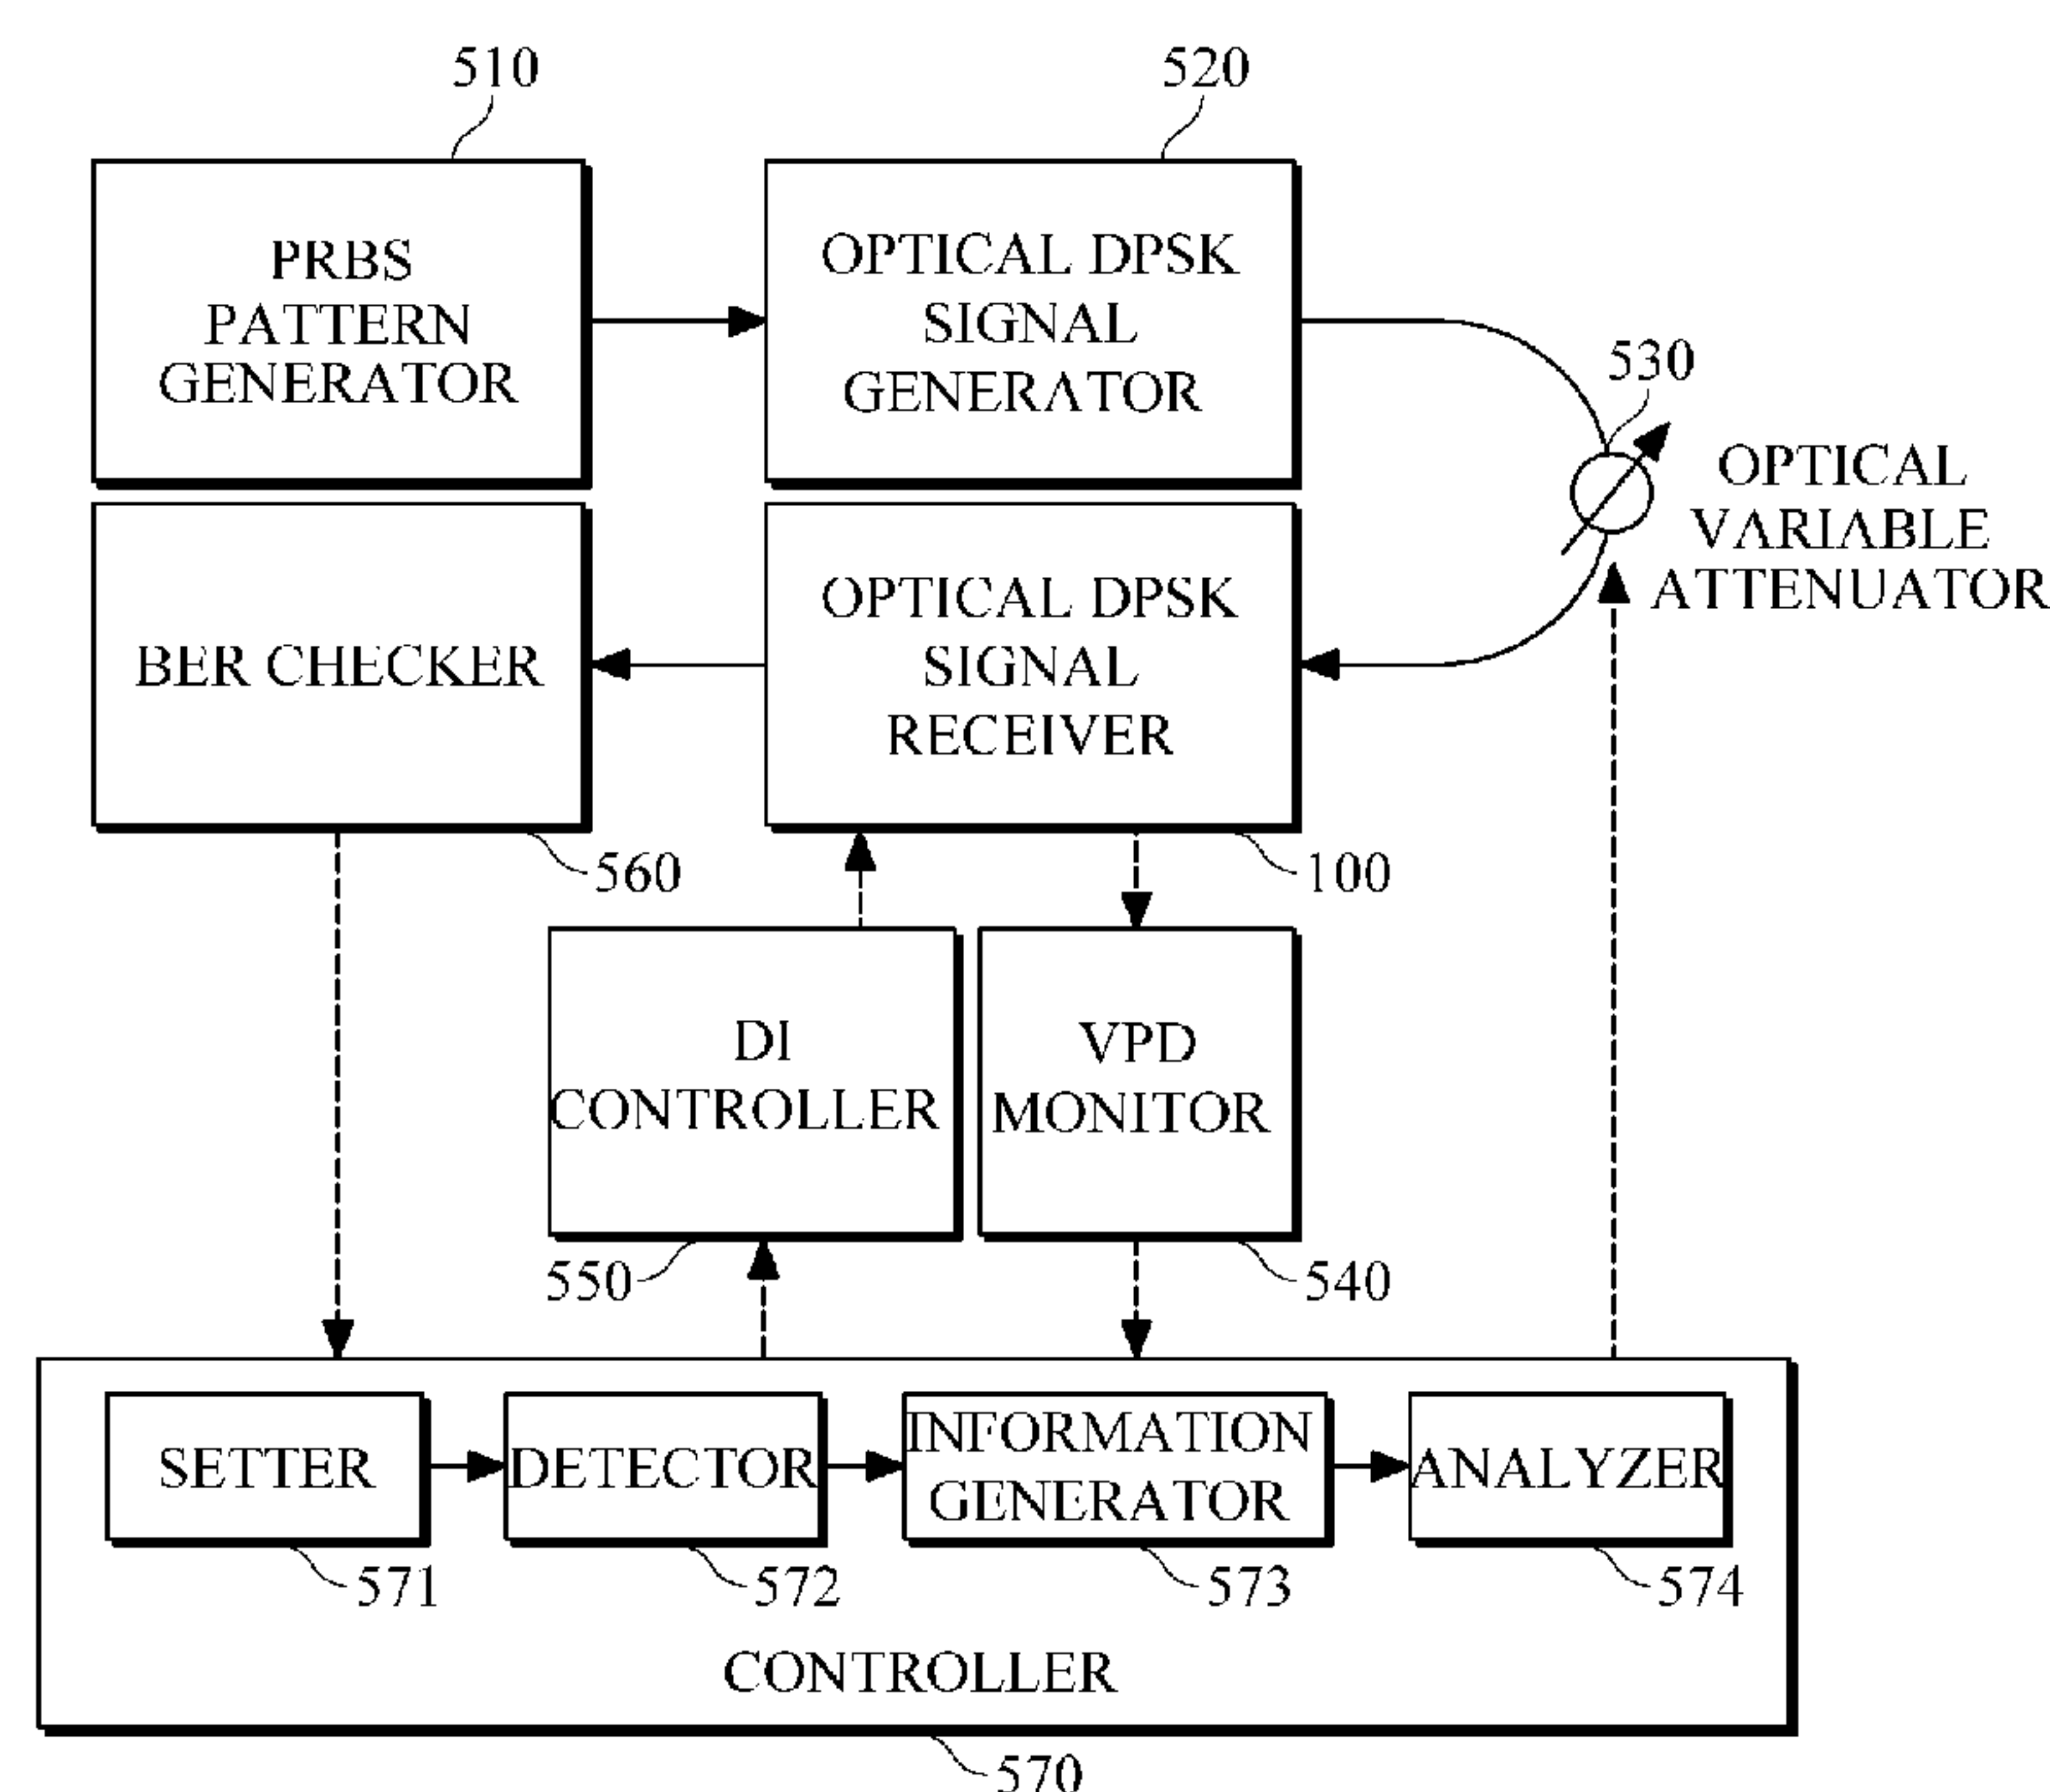 510
520
PRBS
PATTERN
GENERATOR
OPTICAL DPSK
SIGNAL
GENERATOR
530
OPTICAL
VARIABLE
ATTENUATOR
BER CHECKER
OPTICAL DPSK
SIGNAL
RECEIVER
560
100
DI
CONTROLLER
VPD
MONITOR
550
540
SETTER
DETECTOR
INFORMATION
GENERATOR
ANALYZER
571
572
573
574
CONTROLLER
570